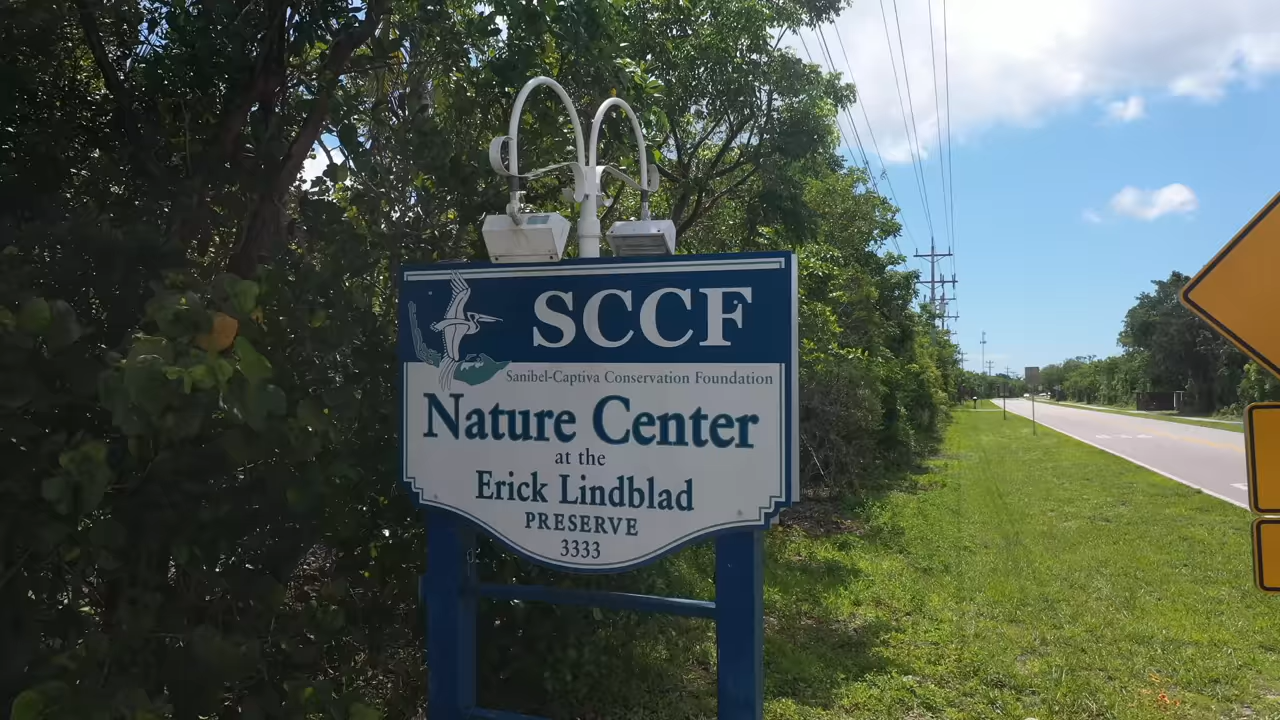 SCCF
Sanibel-Captiva Conservation Foundation
Nature Center
at the
Erick Lindblad
PRESERVE
3333